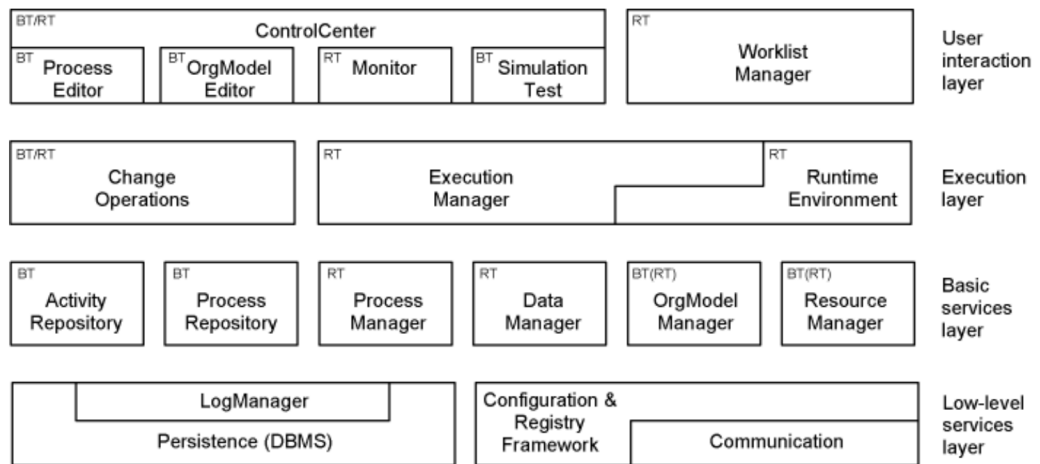 BT/RT
ControlCenter
BT
Process
Editor
BT
OrgModel
Editor
RT
Monitor
BT
Simulation
Test
RT
Worklist
Manager
User
interaction
layer
BT/RT
Change
Operations
RT
Execution
Manager
RT
Runtime
Environment
Execution
layer
BT
Activity
Repository
BT
Process
Repository
RT
Process
Manager
RT
Data
Manager
BT(RT)
OrgModel
Manager
BT(RT)
Resource
Manager
Basic
services
layer
LogManager
Persistence (DBMS)
Configuration &
Registry
Framework
Communication
Low-level
services
layer